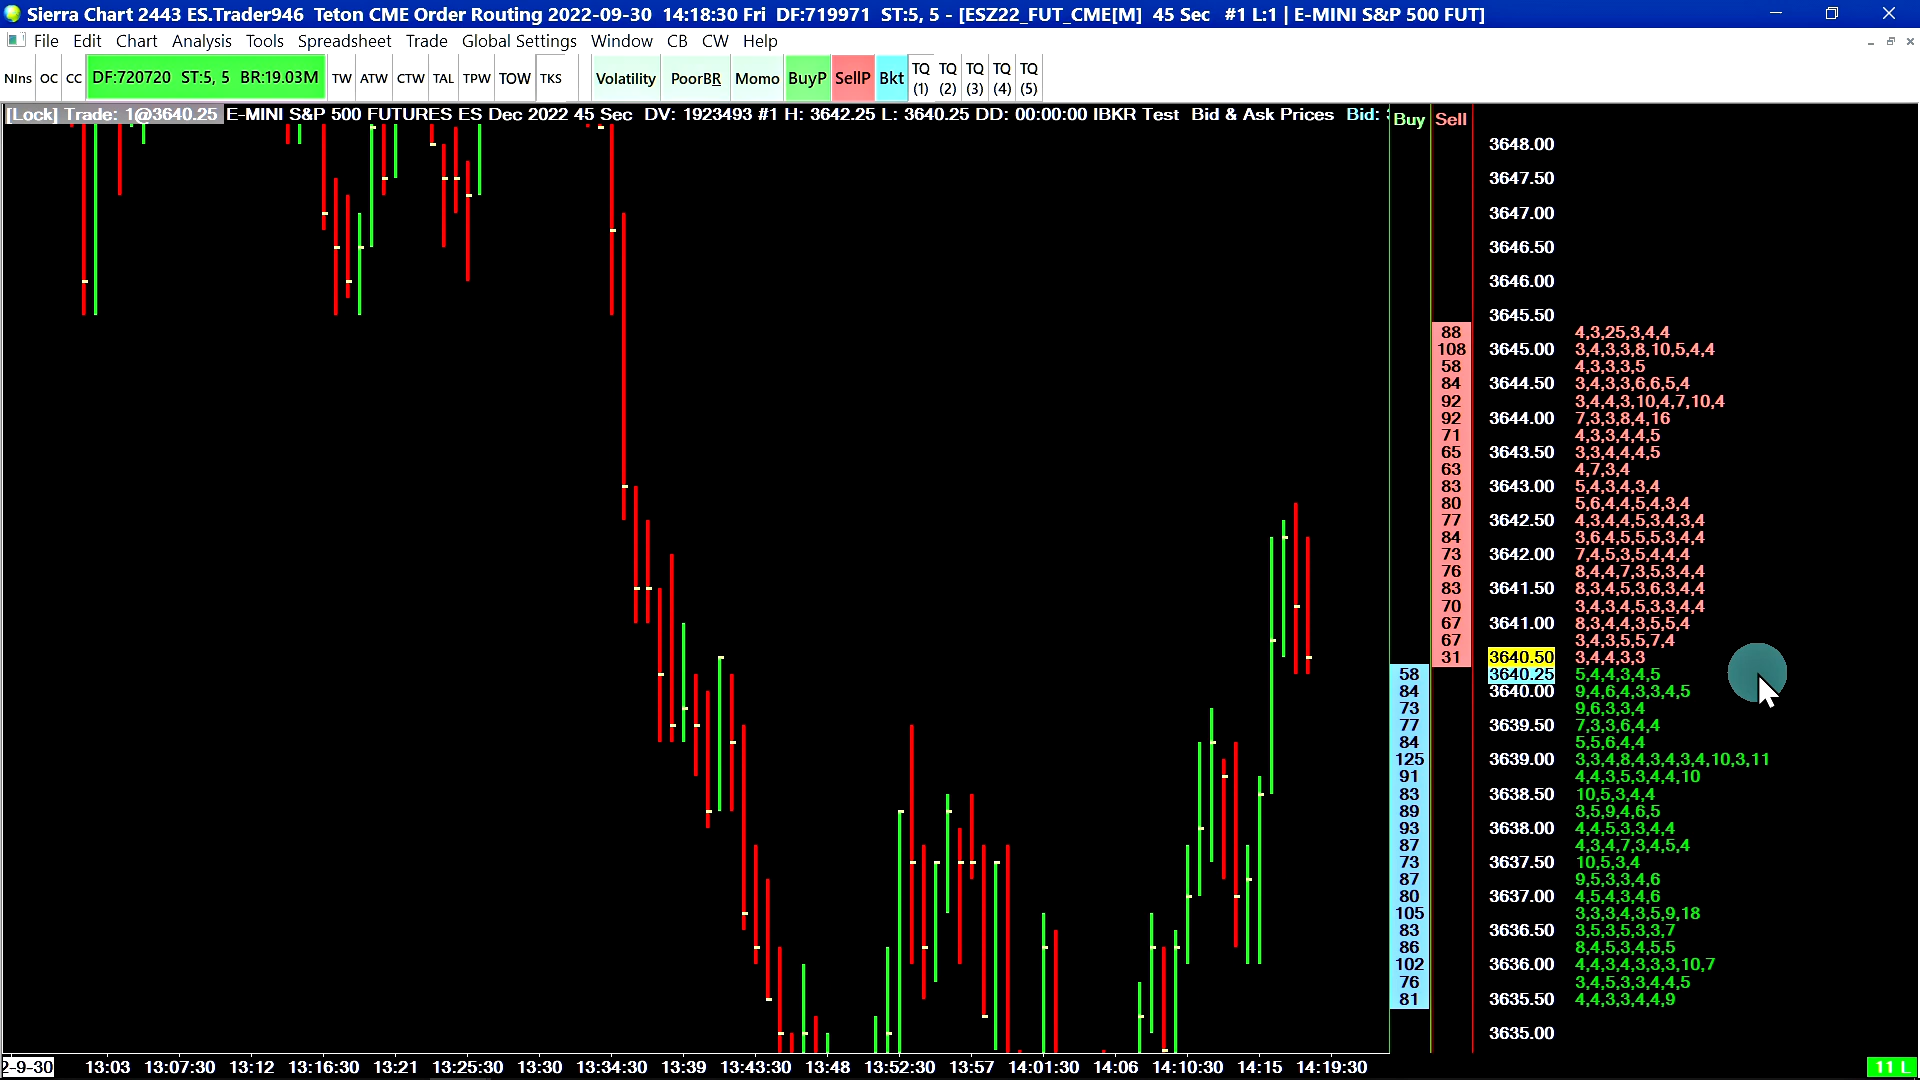 Sierra Chart 2443 ES.Trader946  Teton CME Order Routing 2022-09-30  14:18:30 Fri  DF:719971  ST:5, 5 - [ESZ22_FUT_CME[M]  45 Sec  #1 L:1 | E-MINI S&P 500 FUT]
File Edit Chart Analysis Tools Spreadsheet Trade Global Settings Window CB CW Help
NIns OC CC DF:720720  ST:5, 5  BR:19.03M TW ATW CTW TAL TPW TOW TKS Volatility PoorBR Momo BuyP SellP Bkt TQ (1) TQ (2) TQ (3) TQ (4) TQ (5)
[Lock] Trade: 1@3640.25 E-MINI S&P 500 FUTURES ES Dec 2022 45 Sec  DV: 1923493 #1 H: 3642.25 L: 3640.25 DD: 00:00:00 IBKR Test  Bid & Ask Prices  Bid: Buy Sell
3648.00
3647.50
3647.00
3646.50
3646.00
3645.50
88 4,3,25,3,4,4
108 3645.00 3,4,3,3,8,10,5,4,4
58 4,3,3,3,5
84 3644.50 3,4,3,3,6,6,5,4
92 3,4,4,3,10,4,7,10,4
92 3644.00 7,3,3,8,4,16
71 4,3,3,4,4,5
65 3643.50 3,3,4,4,4,5
63 4,7,3,4
83 3643.00 5,4,3,4,3,4
80 5,6,4,4,5,4,3,4
77 3642.50 4,3,4,4,5,3,4,3,4
84 3,6,4,5,5,5,3,4,4
73 3642.00 7,4,5,3,5,4,4,4
76 8,4,4,7,3,5,3,4,4
83 3641.50 8,3,4,5,3,6,3,4,4
70 3,4,3,4,5,3,3,4,4
67 3641.00 8,3,4,4,3,5,5,4
67 3,4,3,5,5,7,4
31 3640.50 3,4,4,3,3
58 3640.25 5,4,4,3,4,5
84 3640.00 9,4,6,4,3,3,4,5
73 9,6,3,3,4
77 3639.50 7,3,3,6,4,4
84 5,5,6,4,4
125 3639.00 3,3,4,8,4,3,4,3,4,10,3,11
91 4,4,3,5,3,4,4,10
83 3638.50 10,5,3,4,4
89 3,5,9,4,6,5
93 3638.00 4,4,5,3,3,4,4
87 4,3,4,7,3,4,5,4
73 3637.50 10,5,3,4
87 9,5,3,3,4,6
80 3637.00 4,5,4,3,4,6
105 3,3,3,4,3,5,9,18
83 3636.50 3,5,3,5,3,3,7
86 8,4,5,3,4,5,5
102 3636.00 4,4,3,4,3,3,3,10,7
76 3,4,5,3,3,4,4,5
81 3635.50 4,4,3,3,4,4,9
3635.00
2-9-30 13:03 13:07:30 13:12 13:16:30 13:21 13:25:30 13:30 13:34:30 13:39 13:43:30 13:48 13:52:30 13:57 14:01:30 14:06 14:10:30 14:15 14:19:30 11 L